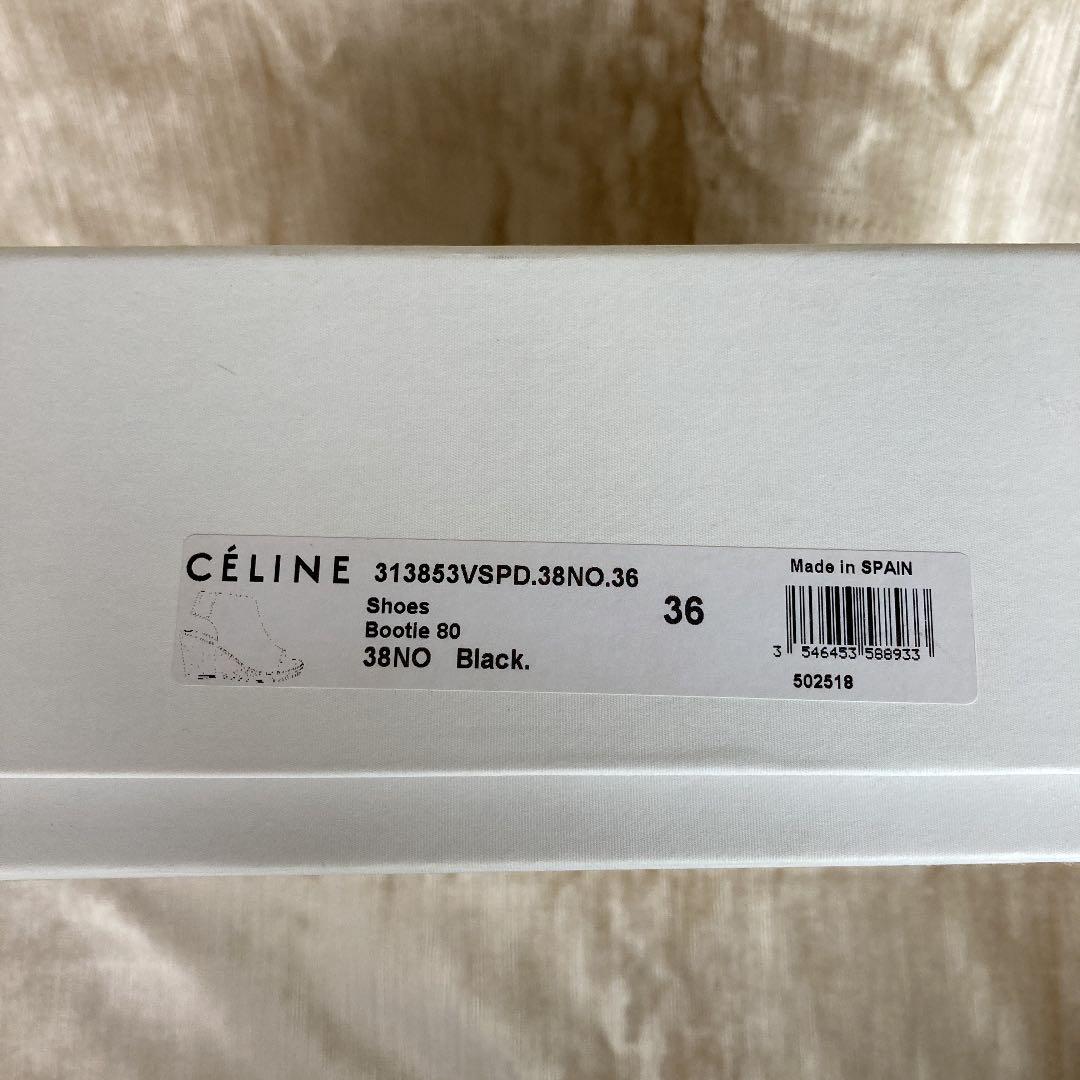 CÉLINE 313853VSPD.38NO.36
Shoes
Bootie 80
38NO Black.
36
Made in SPAIN
3 546453 588933
502518